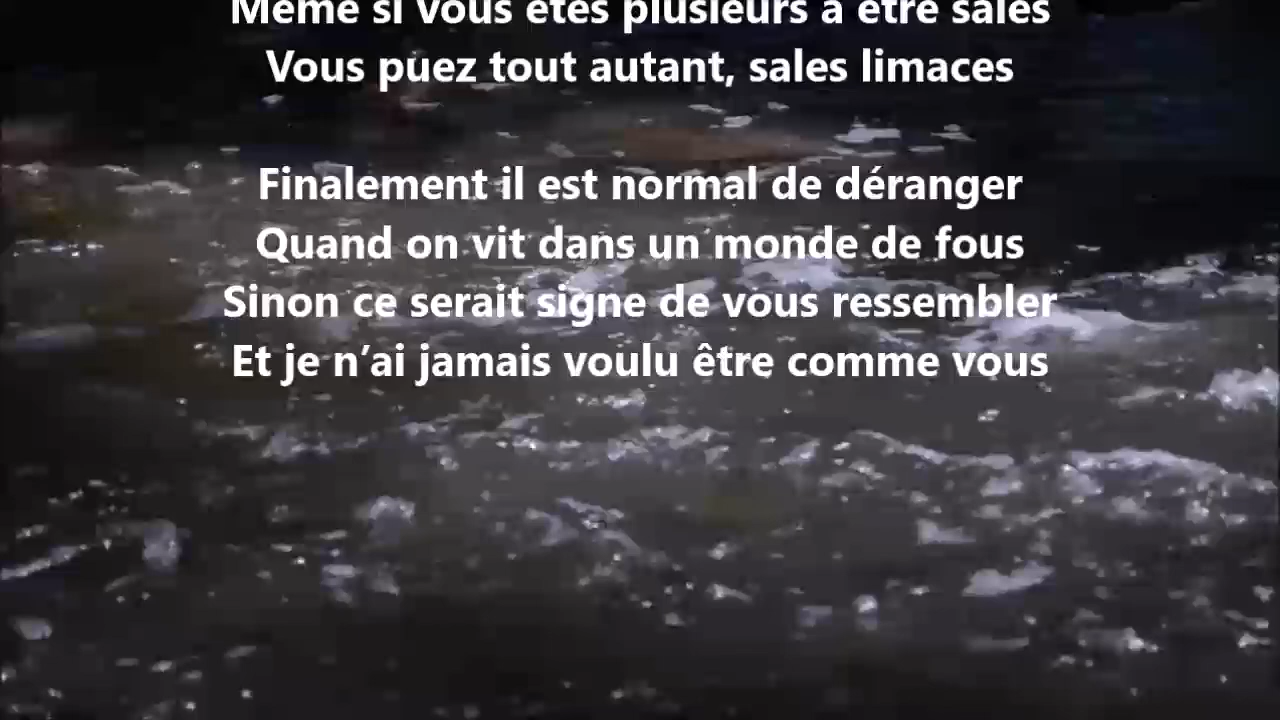 Même si vous êtes plusieurs à être sales
Vous puez tout autant, sales limaces
Finalement il est normal de déranger
Quand on vit dans un monde de fous
Sinon ce serait signe de vous ressembler
Et je n’ai jamais voulu être comme vous